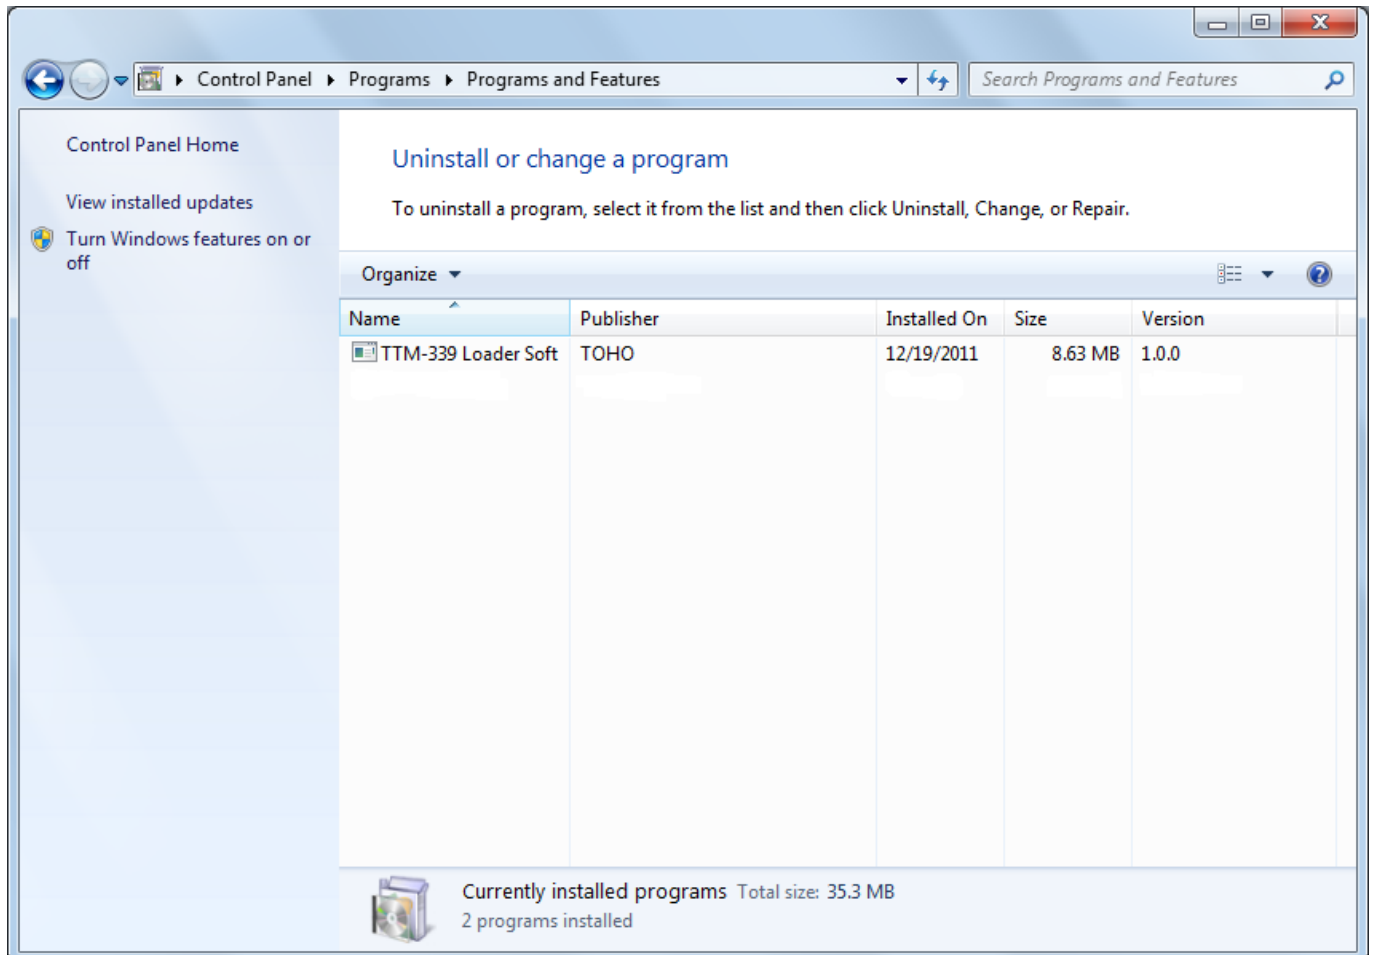 Control Panel Programs Programs and Features Search Programs and Features
Control Panel Home
View installed updates
Turn Windows features on or
off
Uninstall or change a program
To uninstall a program, select it from the list and then click Uninstall, Change, or Repair.
Organize
Name Publisher Installed On Size Version
TTM-339 Loader Soft TOHO 12/19/2011 8.63 MB 1.0.0
Currently installed programs Total size: 35.3 MB
2 programs installed